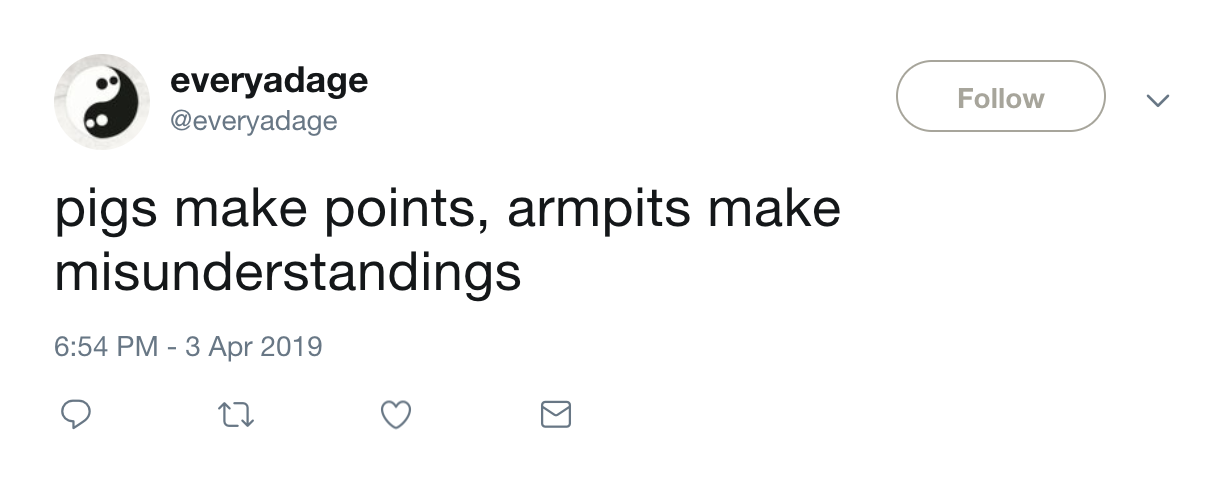 everyadage
@everyadage
Follow
pigs make points, armpits make
misunderstandings
6:54 PM - 3 Apr 2019